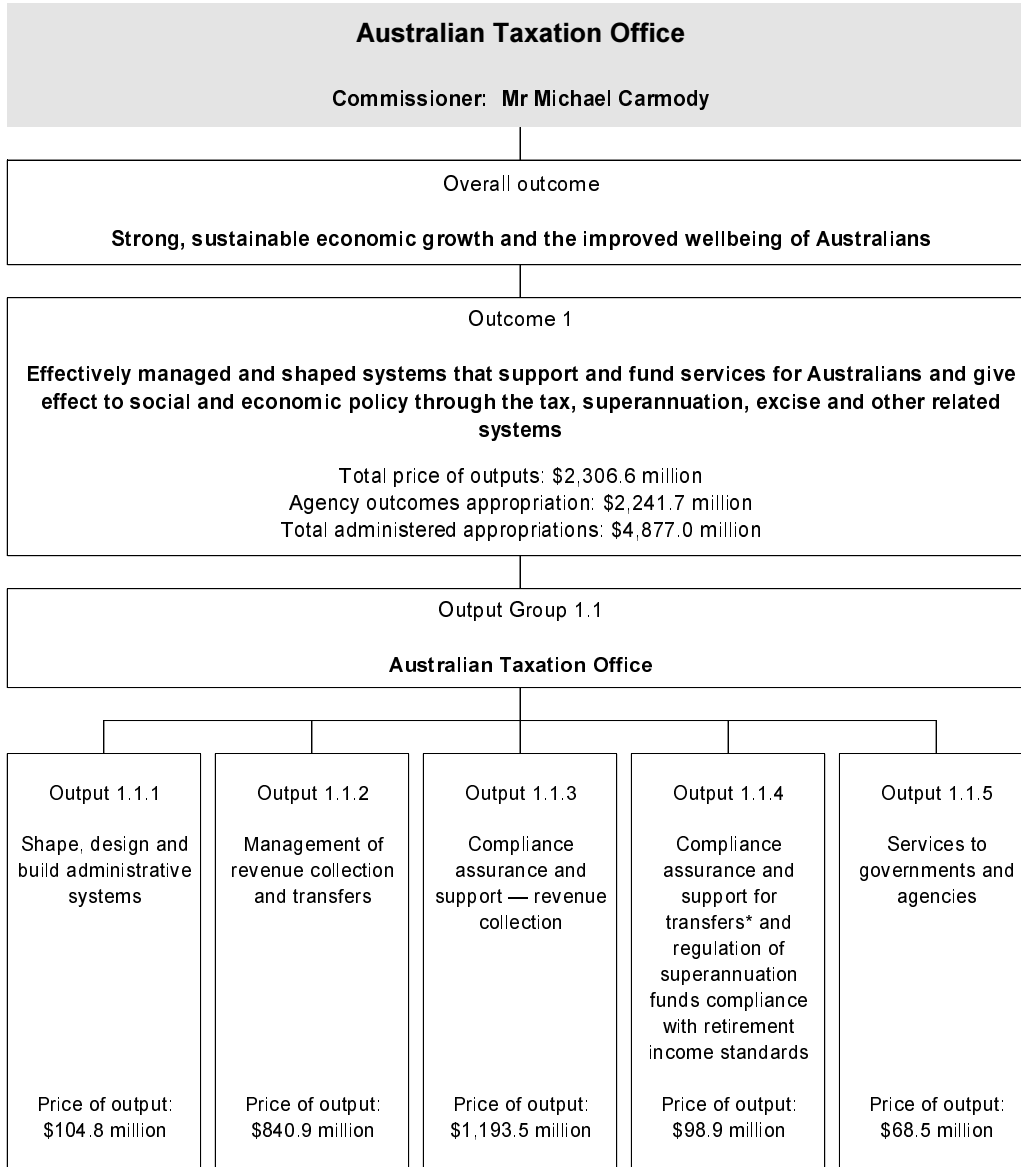 Australian Taxation Office
Commissioner: Mr Michael Carmody
Overall outcome
Strong, sustainable economic growth and the improved wellbeing of Australians
Outcome 1
Effectively managed and shaped systems that support and fund services for Australians and give
effect to social and economic policy through the tax, superannuation, excise and other related
systems
Total price of outputs: $2,306.6 million
Agency outcomes appropriation: $2,241.7 million
Total administered appropriations: $4,877.0 million
Output Group 1.1
Australian Taxation Office
Output 1.1.1
Shape, design and
build administrative
systems
Price of output:
$104.8 million
Output 1.1.2
Management of
revenue collection
and transfers
Price of output:
$840.9 million
Output 1.1.3
Compliance
assurance and
support — revenue
collection
Price of output:
$1,193.5 million
Output 1.1.4
Compliance
assurance and
support for
transfers* and
regulation of
superannuation
funds compliance
with retirement
income standards
Price of output:
$98.9 million
Output 1.1.5
Services to
governments and
agencies
Price of output:
$68.5 million